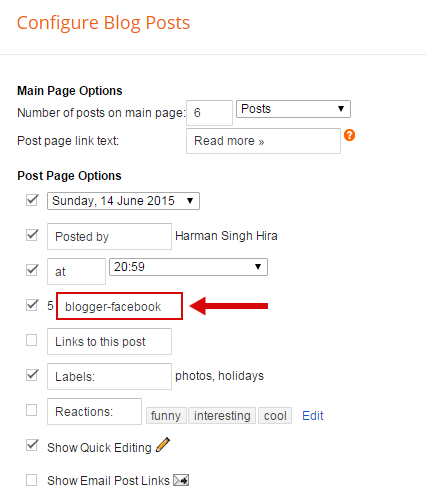 Configure Blog Posts
Main Page Options
Number of posts on main page: 6 Posts
Post page link text: Read more » ?
Post Page Options
Sunday, 14 June 2015
Posted by Harman Singh Hira
at 20:59
5 blogger-facebook
Links to this post
Labels: photos, holidays
Reactions: funny interesting cool Edit
Show Quick Editing
Show Email Post Links